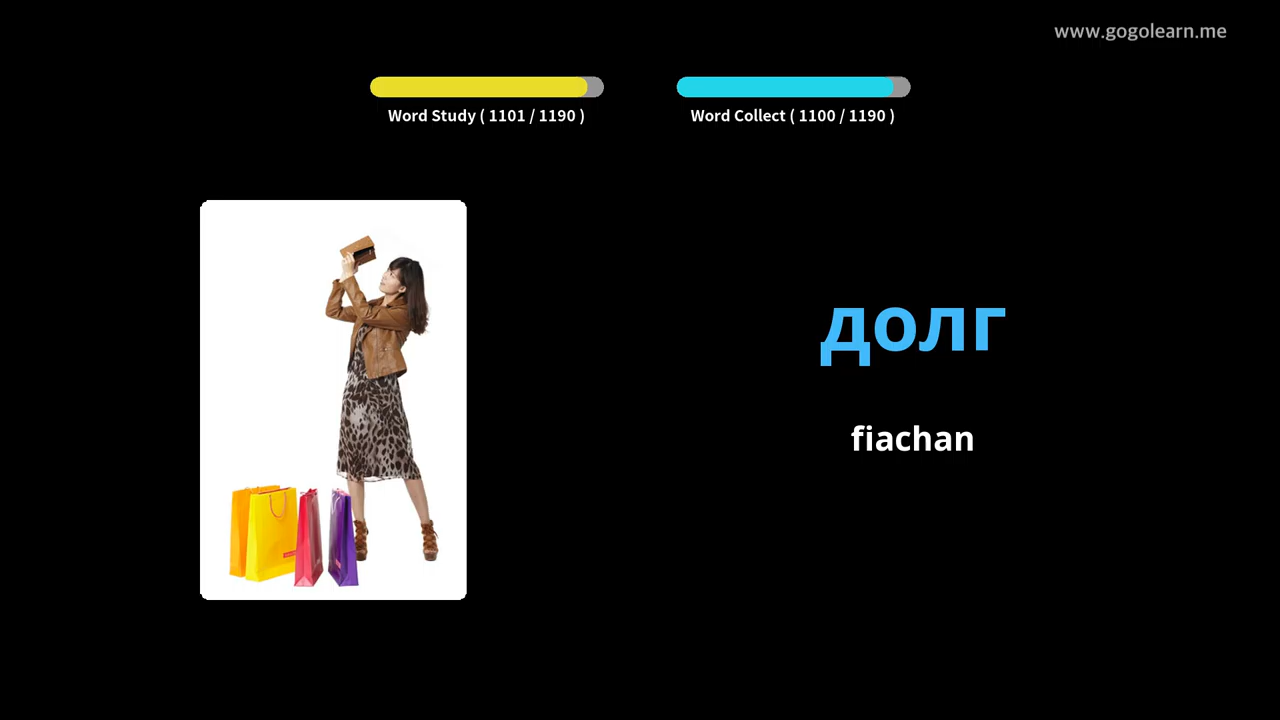 www.gogolearn.me
Word Study ( 1101 / 1190 )
Word Collect ( 1100 / 1190 )
долг
fiachan